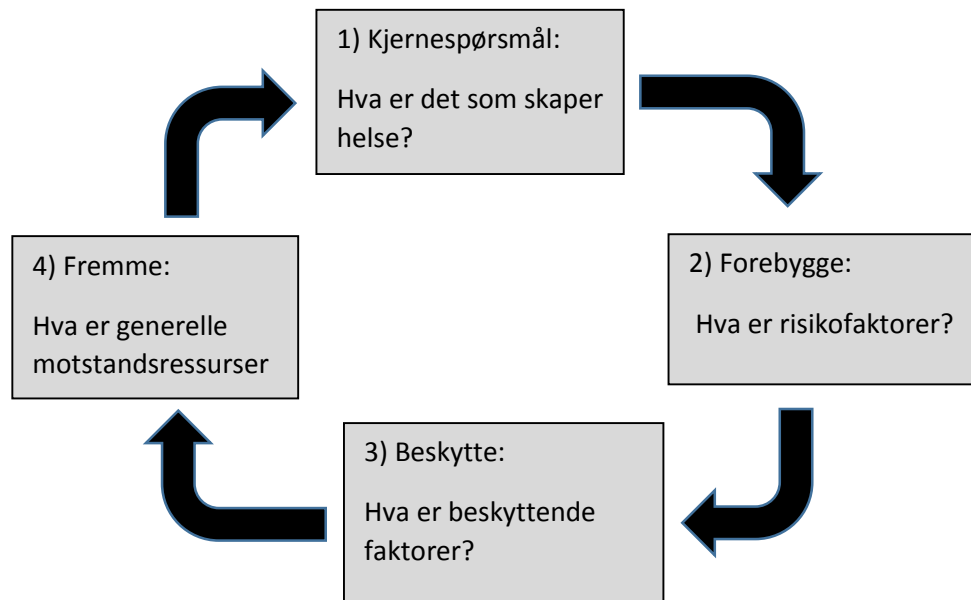 1) Kjernespørsmål:
Hva er det som skaper
helse?
2) Forebygge:
Hva er risikofaktorer?
3) Beskytte:
Hva er beskyttende
faktorer?
4) Fremme:
Hva er generelle
motstandsressurser